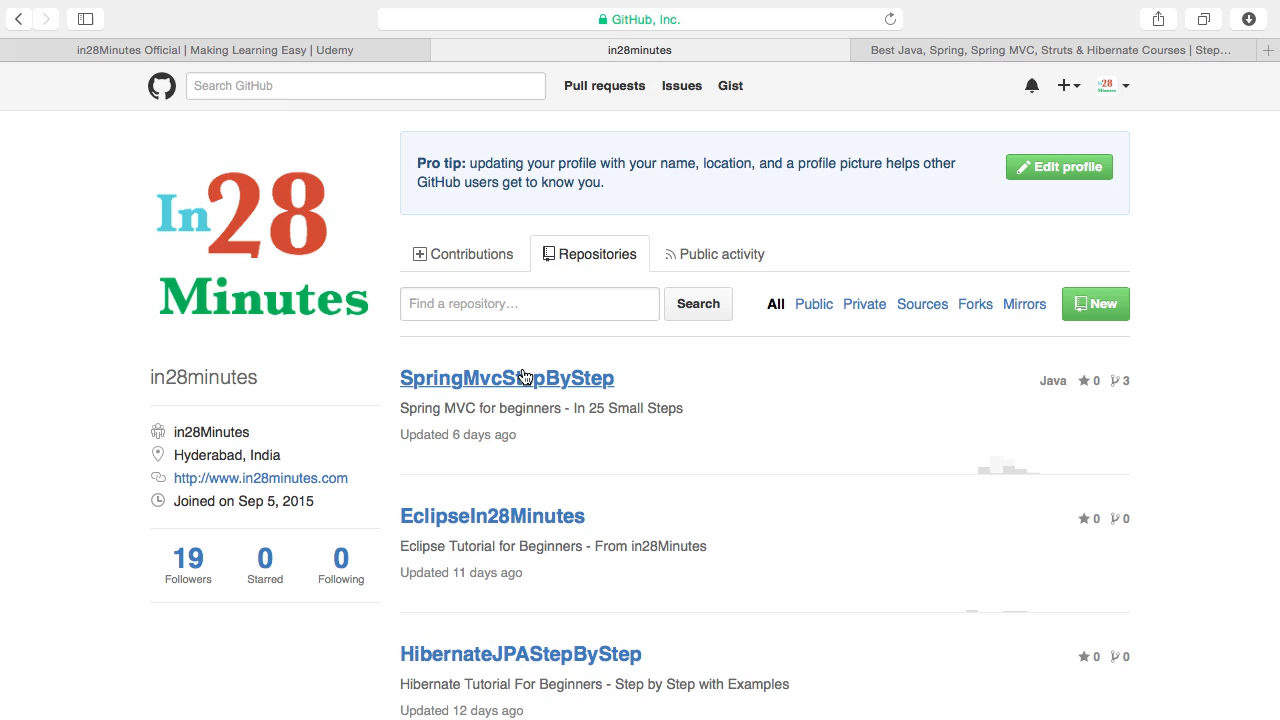 GitHub, Inc.
in28Minutes Official | Making Learning Easy | Udemy
in28minutes
Best Java, Spring, Spring MVC, Struts & Hibernate Courses | Step...
Search GitHub
Pull requests
Issues
Gist
In28
Minutes
Pro tip: updating your profile with your name, location, and a profile picture helps other
GitHub users get to know you.
Edit profile
Contributions
Repositories
Public activity
Find a repository...
Search
All
Public
Private
Sources
Forks
Mirrors
New
In28
Minutes
in28minutes
in28Minutes
Hyderabad, India
http://www.in28minutes.com
Joined on Sep 5, 2015
19
Followers
0
Starred
0
Following
SpringMvcStepByStep
Java
0
3
Spring MVC for beginners - In 25 Small Steps
Updated 6 days ago
EclipseIn28Minutes
0
0
Eclipse Tutorial for Beginners - From in28Minutes
Updated 11 days ago
HibernateJPAStepByStep
0
0
Hibernate Tutorial For Beginners - Step by Step with Examples
Updated 12 days ago